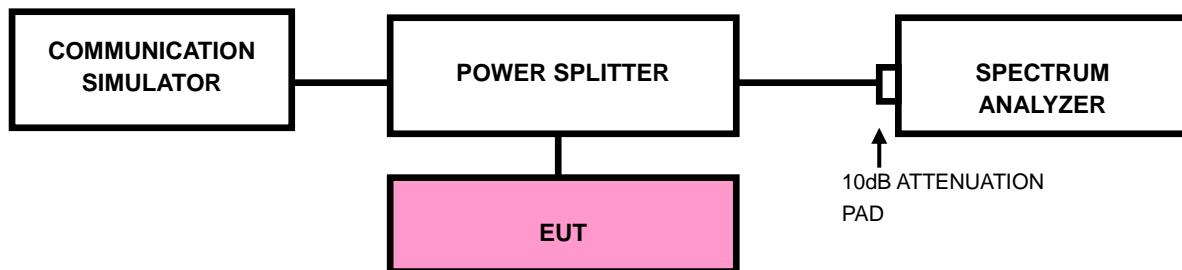 COMMUNICATION
SIMULATOR
POWER SPLITTER
SPECTRUM
ANALYZER
10dB ATTENUATION
PAD
EUT